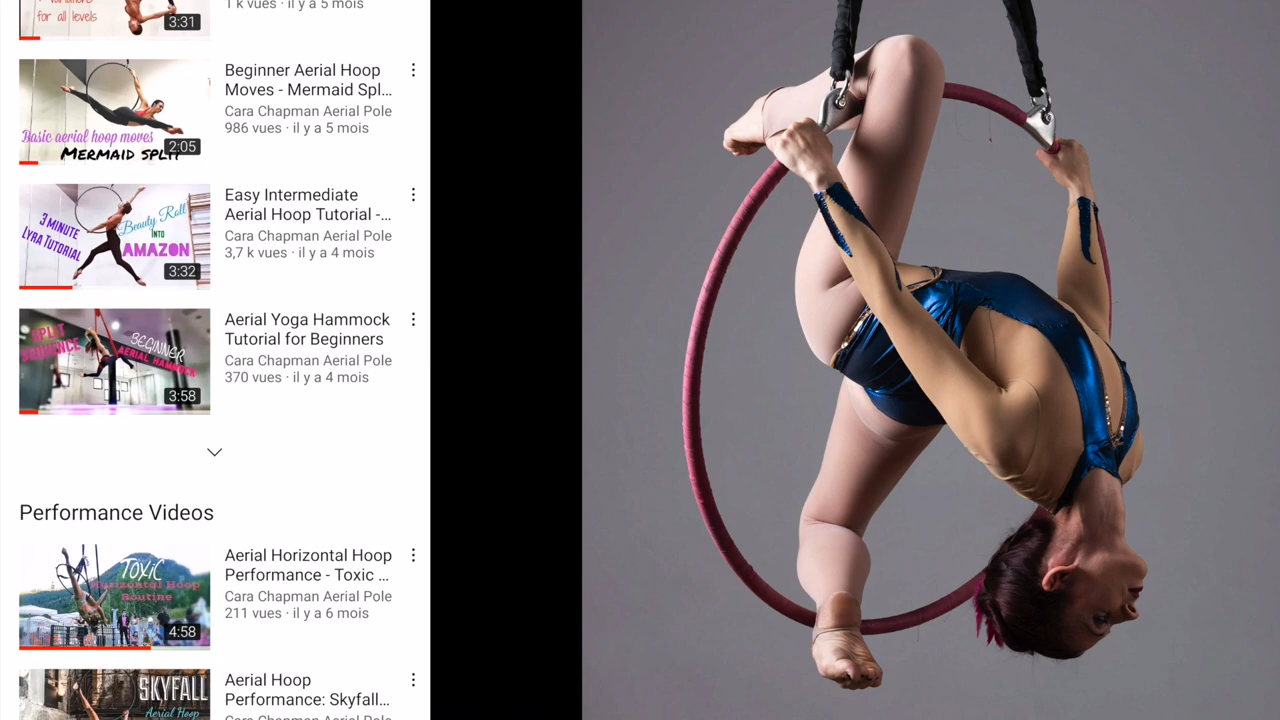 variations
for all levels
3:31
1 k vues · il y a 5 mois
Basic aerial hoop moves
MERMAID SPLIT
2:05
Beginner Aerial Hoop
Moves - Mermaid Spl...
Cara Chapman Aerial Pole
986 vues · il y a 5 mois
3 MINUTE
LYRA TUTORIAL
Beauty Roll
INTO
AMAZON
3:32
Easy Intermediate
Aerial Hoop Tutorial -...
Cara Chapman Aerial Pole
3,7 k vues · il y a 4 mois
SPLIT
SEQUENCE
BEGINNER
AERIAL HAMMOCK
3:58
Aerial Yoga Hammock
Tutorial for Beginners
Cara Chapman Aerial Pole
370 vues · il y a 4 mois
Performance Videos
TOXIC
Horizontal Hoop
Routine
4:58
Aerial Horizontal Hoop
Performance - Toxic ...
Cara Chapman Aerial Pole
211 vues · il y a 6 mois
SKYFALL
Aerial Hoop
Aerial Hoop
Performance: Skyfall...
Cara Chapman Aerial Pole